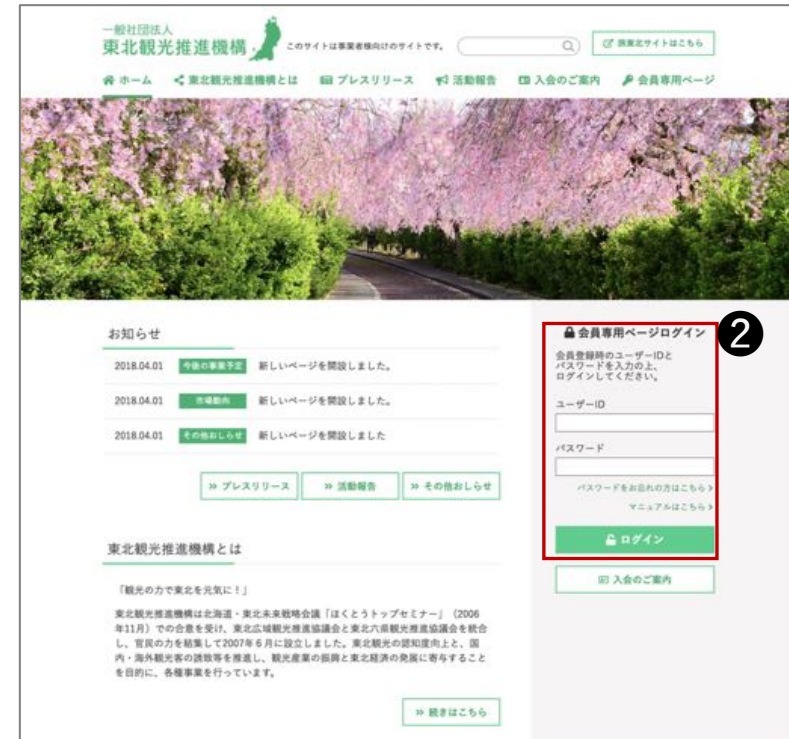 一般社団法人
東北観光推進機構
このサイトは事業者様向けのサイトです。
旅東北サイトはこちら
ホーム
東北観光推進機構とは
プレスリリース
活動報告
入会のご案内
会員専用ページ
お知らせ
2018.04.01 今後の事業予定 新しいページを開設しました。
2018.04.01 市場動向 新しいページを開設しました。
2018.04.01 その他おしらせ 新しいページを開設しました
» プレスリリース
» 活動報告
» その他おしらせ
東北観光推進機構とは
「観光の力で東北を元気に！」
東北観光推進機構は北海道・東北未来戦略会議「ほくとうトップセミナー」（2006
年11月）での合意を受け、東北広域観光推進協議会と東北六県観光推進協議会を統合
し、官民の力を結集して2007年６月に設立しました。東北観光の認知度向上と、国
内・海外観光客の誘致等を推進し、観光産業の振興と東北経済の発展に寄与すること
を目的に、各種事業を行っています。
» 続きはこちら
会員専用ページログイン
2
会員登録時のユーザーIDと
パスワードを入力の上、
ログインしてください。
ユーザーID
パスワード
パスワードをお忘れの方はこちら ›
マニュアルはこちら ›
ログイン
入会のご案内